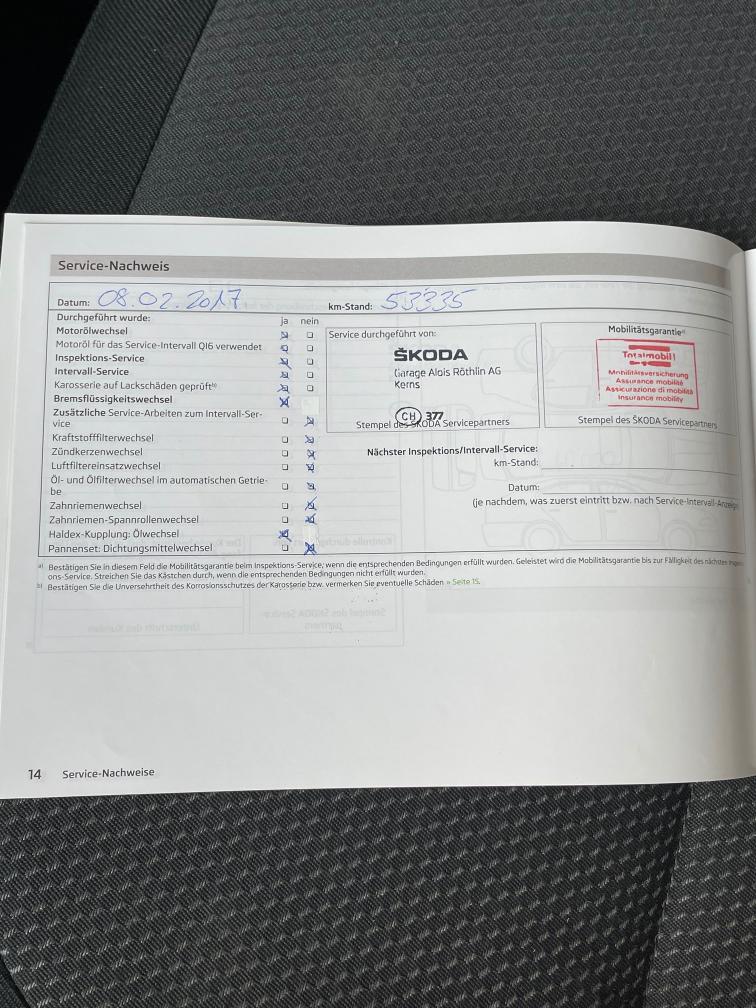 Service-Nachweis
Datum: 08.02.2017
km-Stand: 53335
Durchgeführt wurde:
ja nein
Motorölwechsel
Motoröl für das Service-Intervall QI6 verwendet
Inspektions-Service
Intervall-Service
Karosserie auf Lackschäden geprüft b)
Bremsflüssigkeitswechsel
Zusätzliche Service-Arbeiten zum Intervall-Ser-
vice
Kraftstofffilterwechsel
Zündkerzenwechsel
Luftfiltereinsatzwechsel
Öl- und Ölfilterwechsel im automatischen Getrie-
be
Zahnriemenwechsel
Zahnriemen-Spannrollenwechsel
Haldex-Kupplung: Ölwechsel
Pannenset: Dichtungsmittelwechsel
Service durchgeführt von:
ŠKODA
Garage Alois Röthlin AG
Kerns
CH 377
Stempel des ŠKODA Servicepartners
Mobilitätsgarantie a)
Totalmobil!
Mobilitätsversicherung
Assurance mobilité
Assicurazione di mobilità
Insurance mobility
Stempel des ŠKODA Servicepartners
Nächster Inspektions/Intervall-Service:
km-Stand:
Datum:
(je nachdem, was zuerst eintritt bzw. nach Service-Intervall-Anzeige)
a) Bestätigen Sie in diesem Feld die Mobilitätsgarantie beim Inspektions-Service, wenn die entsprechenden Bedingungen erfüllt wurden. Geleistet wird die Mobilitätsgarantie bis zur Fälligkeit des nächsten Inspekti-
ons-Service. Streichen Sie das Kästchen durch, wenn die entsprechenden Bedingungen nicht erfüllt wurden.
b) Bestätigen Sie die Unversehrtheit des Korrosionsschutzes der Karosserie bzw. vermerken Sie eventuelle Schäden » Seite 15.
14 Service-Nachweise